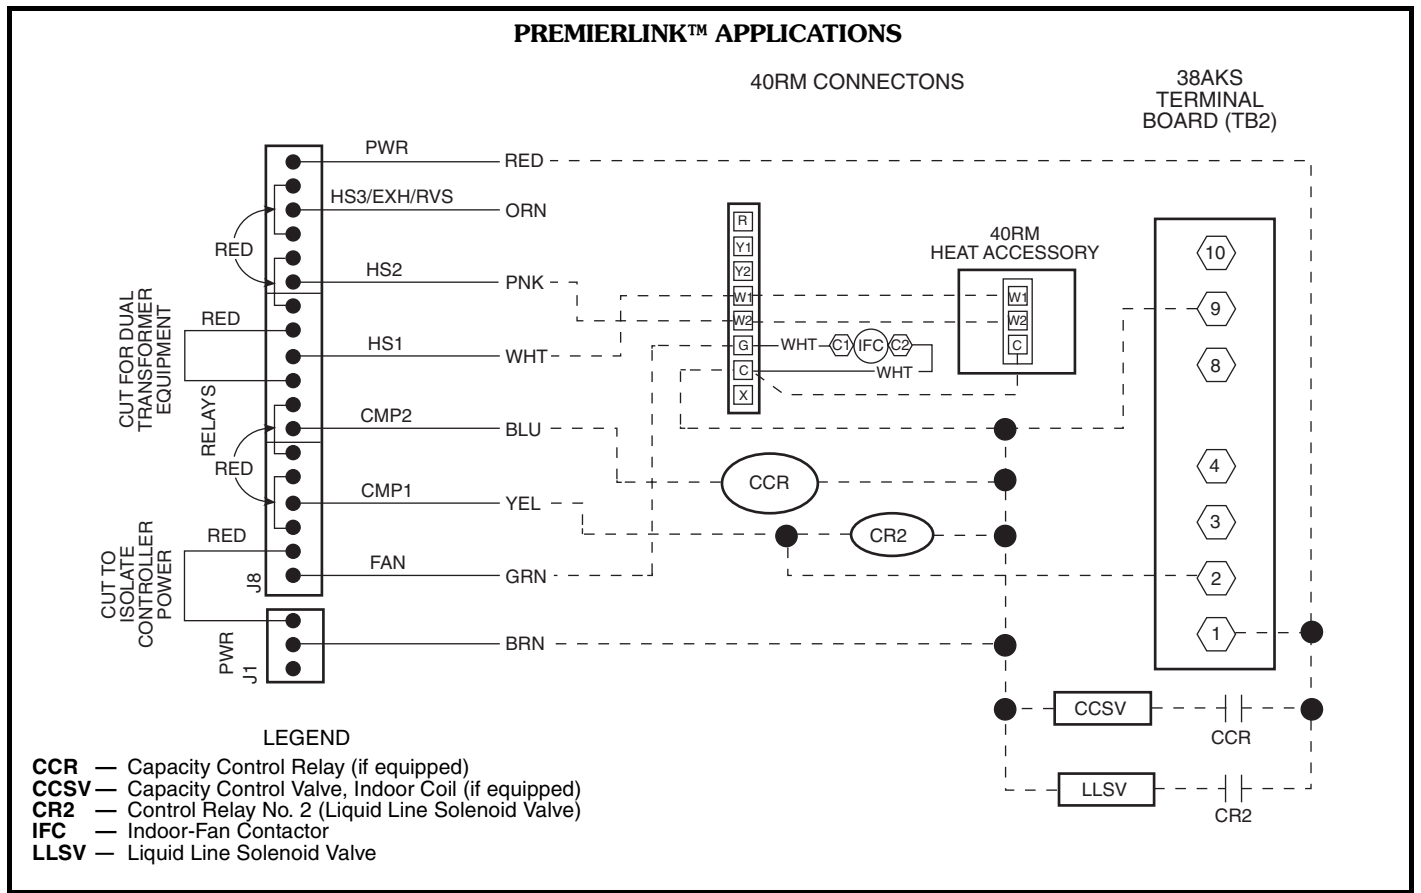 PREMIERLINK™ APPLICATIONS
40RM CONNECTONS
38AKS
TERMINAL
BOARD (TB2)
PWR
RED
HS3/EXH/RVS
ORN
RED
HS2
PNK
RED
HS1
WHT
CUT FOR DUAL
TRANSFORMER
EQUIPMENT
RELAYS
CMP2
BLU
RED
CMP1
YEL
RED
FAN
GRN
J8
CUT TO
ISOLATE
CONTROLLER
POWER
PWR
J1
BRN
R
Y1
Y2
W1
W2
G
C
X
WHT
C1
IFC
C2
WHT
40RM
HEAT ACCESSORY
W1
W2
C
10
9
8
4
3
2
1
CCR
CR2
CCSV
CCR
LLSV
CR2
LEGEND
CCR — Capacity Control Relay (if equipped)
CCSV — Capacity Control Valve, Indoor Coil (if equipped)
CR2 — Control Relay No. 2 (Liquid Line Solenoid Valve)
IFC — Indoor-Fan Contactor
LLSV — Liquid Line Solenoid Valve